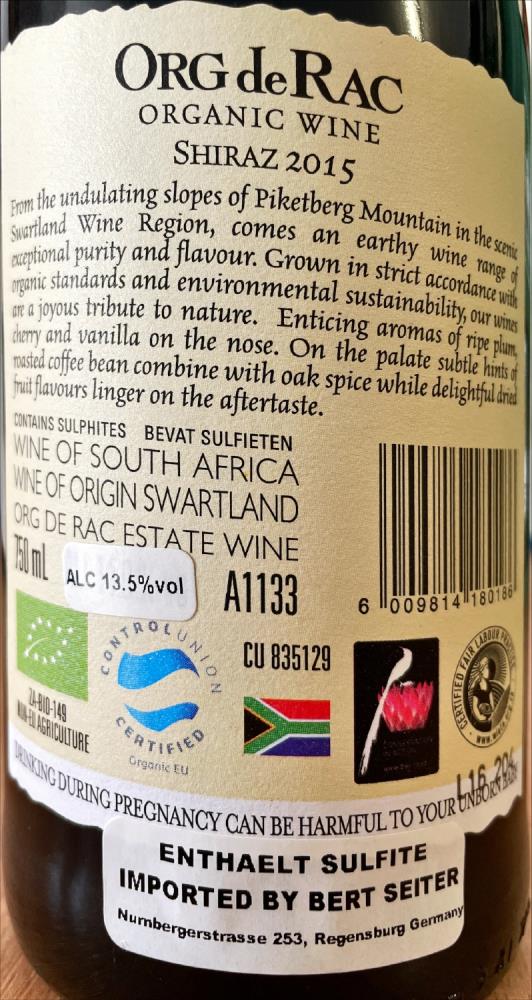 ORG de RAC
ORGANIC WINE
SHIRAZ 2015
From the undulating slopes of Piketberg Mountain in the scenic
Swartland Wine Region, comes an earthy wine range of
exceptional purity and flavour. Grown in strict accordance with
organic standards and environmental sustainability, our wines
are a joyous tribute to nature. Enticing aromas of ripe plum,
cherry and vanilla on the nose. On the palate subtle hints of
roasted coffee bean combine with oak spice while delightful dried
fruit flavours linger on the aftertaste.
CONTAINS SULPHITES BEVAT SULFIETEN
WINE OF SOUTH AFRICA
WINE OF ORIGIN SWARTLAND
ORG DE RAC ESTATE WINE
750 mL
ALC 13.5%vol
A1133
6 009814 180186
CONTROL UNION
CERTIFIED
Organic EU
CU 835129
CERTIFIED FAIR LABOUR PRACTICE
ZA-BIO-149
NON-EU AGRICULTURE
DRINKING DURING PREGNANCY CAN BE HARMFUL TO YOUR UNBORN BABY
ENTHAELT SULFITE
IMPORTED BY BERT SEITER
Nurnbergerstrasse 253, Regensburg Germany